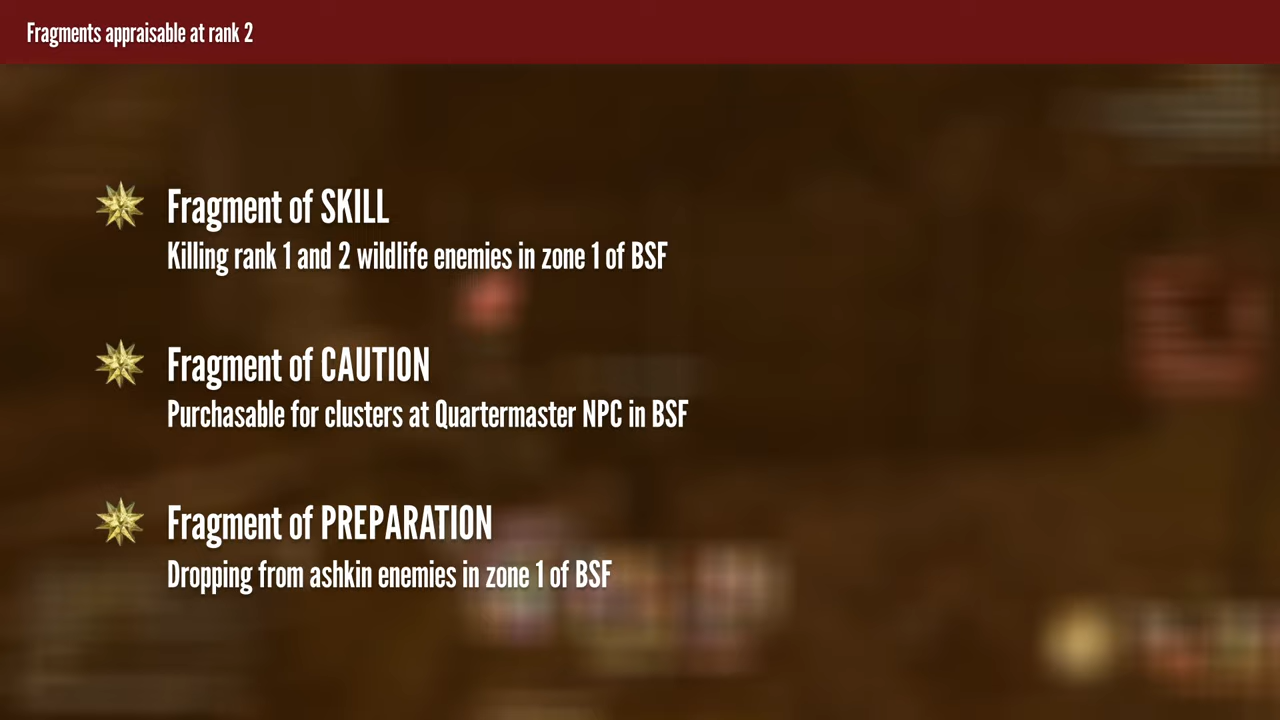 Fragments appraisable at rank 2
Fragment of SKILL
Killing rank 1 and 2 wildlife enemies in zone 1 of BSF
Fragment of CAUTION
Purchasable for clusters at Quartermaster NPC in BSF
Fragment of PREPARATION
Dropping from ashkin enemies in zone 1 of BSF